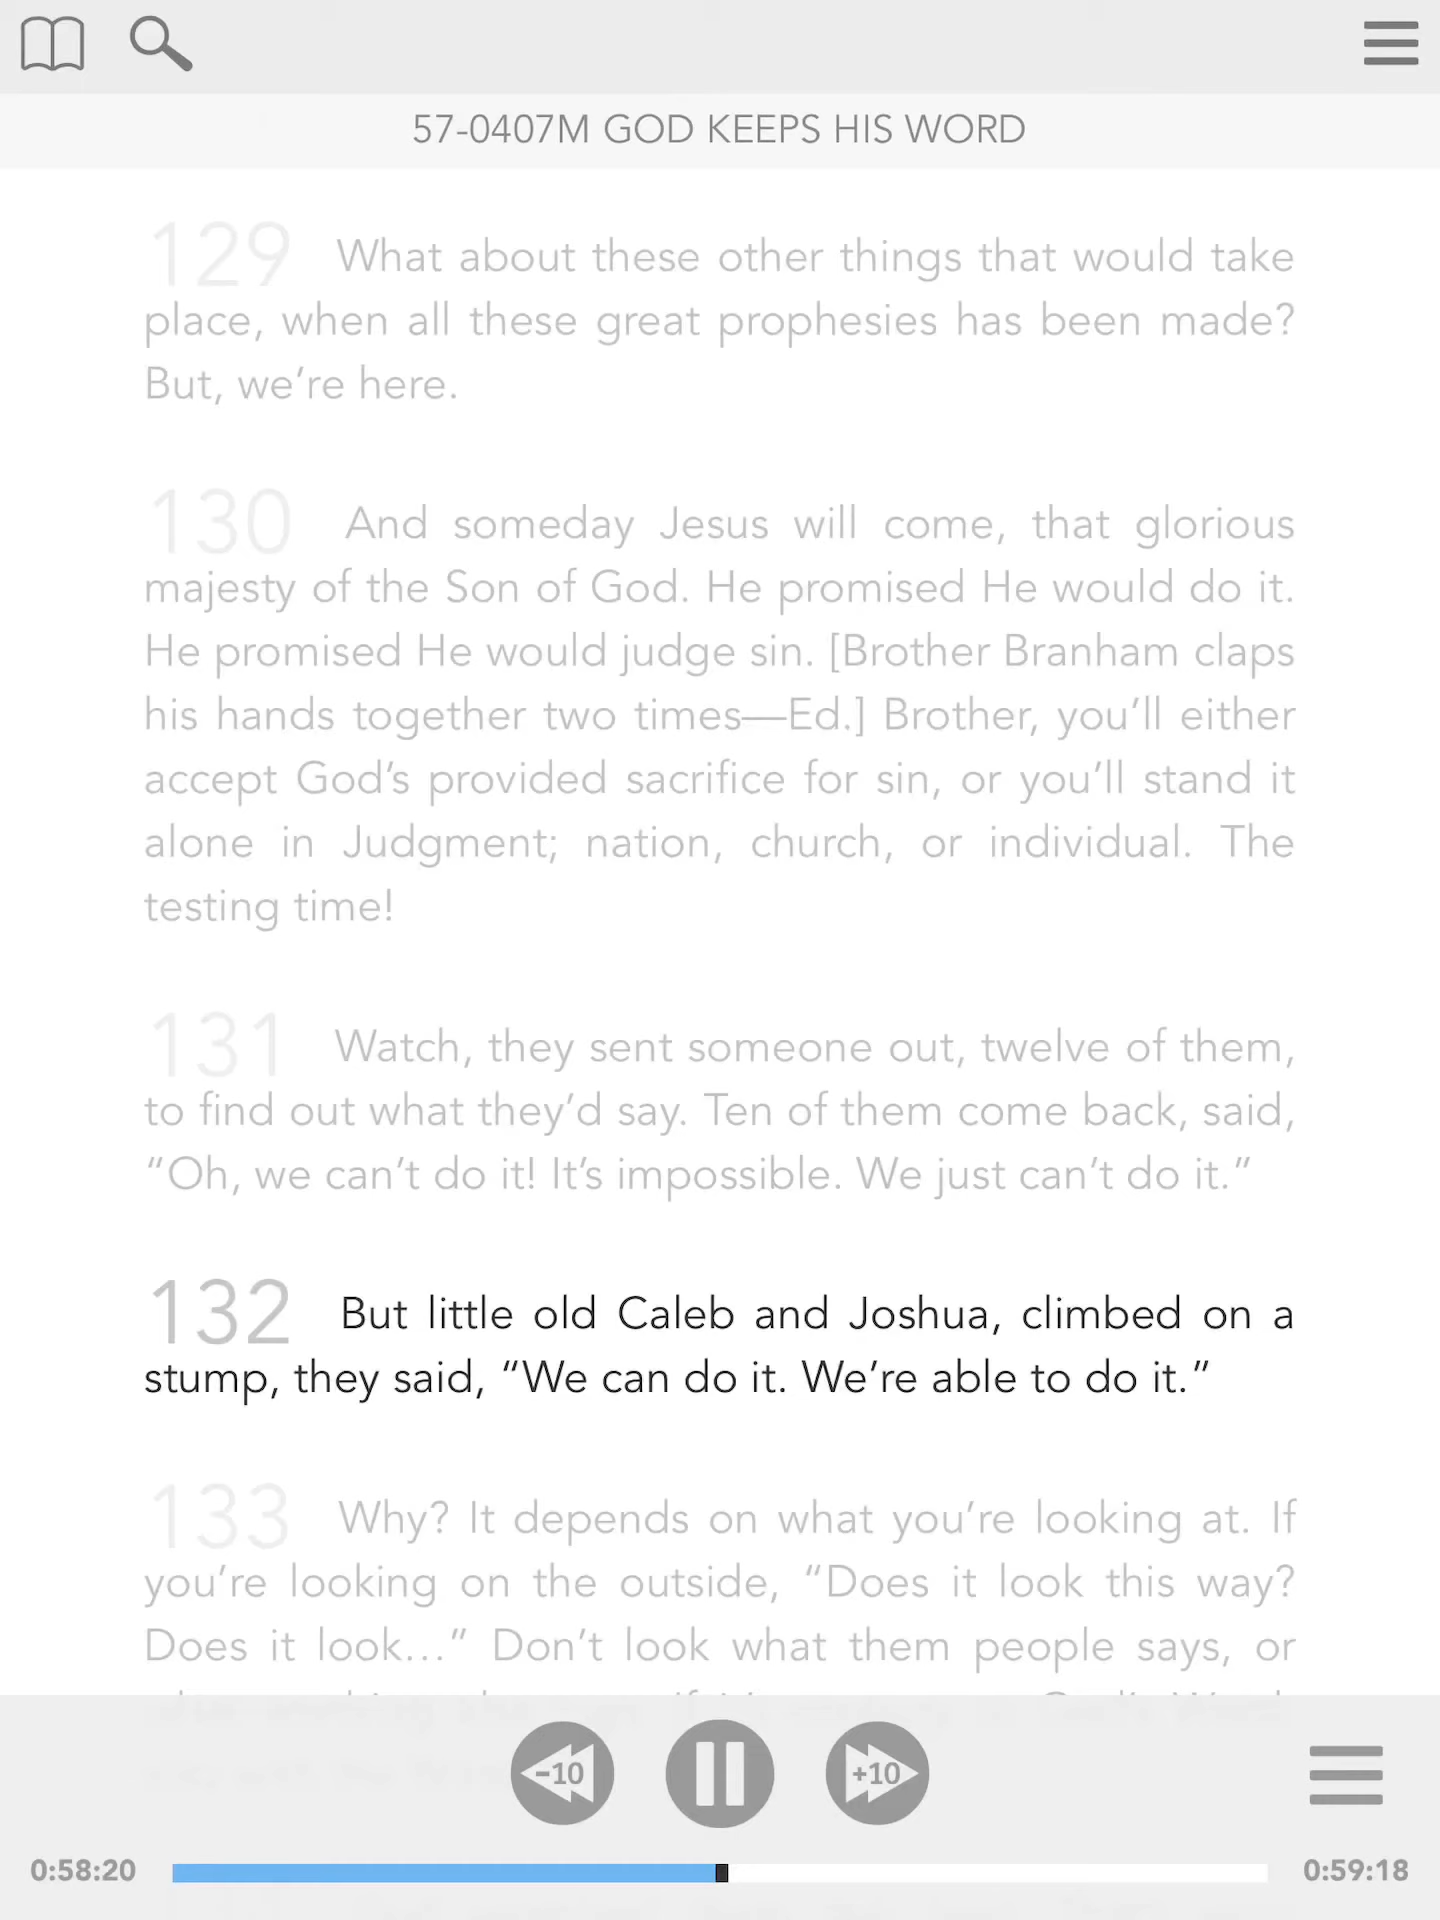 57-0407M GOD KEEPS HIS WORD
129 What about these other things that would take
place, when all these great prophesies has been made?
But, we’re here.
130 And someday Jesus will come, that glorious
majesty of the Son of God. He promised He would do it.
He promised He would judge sin. [Brother Branham claps
his hands together two times—Ed.] Brother, you’ll either
accept God’s provided sacrifice for sin, or you’ll stand it
alone in Judgment; nation, church, or individual. The
testing time!
131 Watch, they sent someone out, twelve of them,
to find out what they’d say. Ten of them come back, said,
“Oh, we can’t do it! It’s impossible. We just can’t do it.”
132 But little old Caleb and Joshua, climbed on a
stump, they said, “We can do it. We’re able to do it.”
133 Why? It depends on what you’re looking at. If
you’re looking on the outside, “Does it look this way?
Does it look…” Don’t look what them people says, or
-10 +10
0:58:20 0:59:18